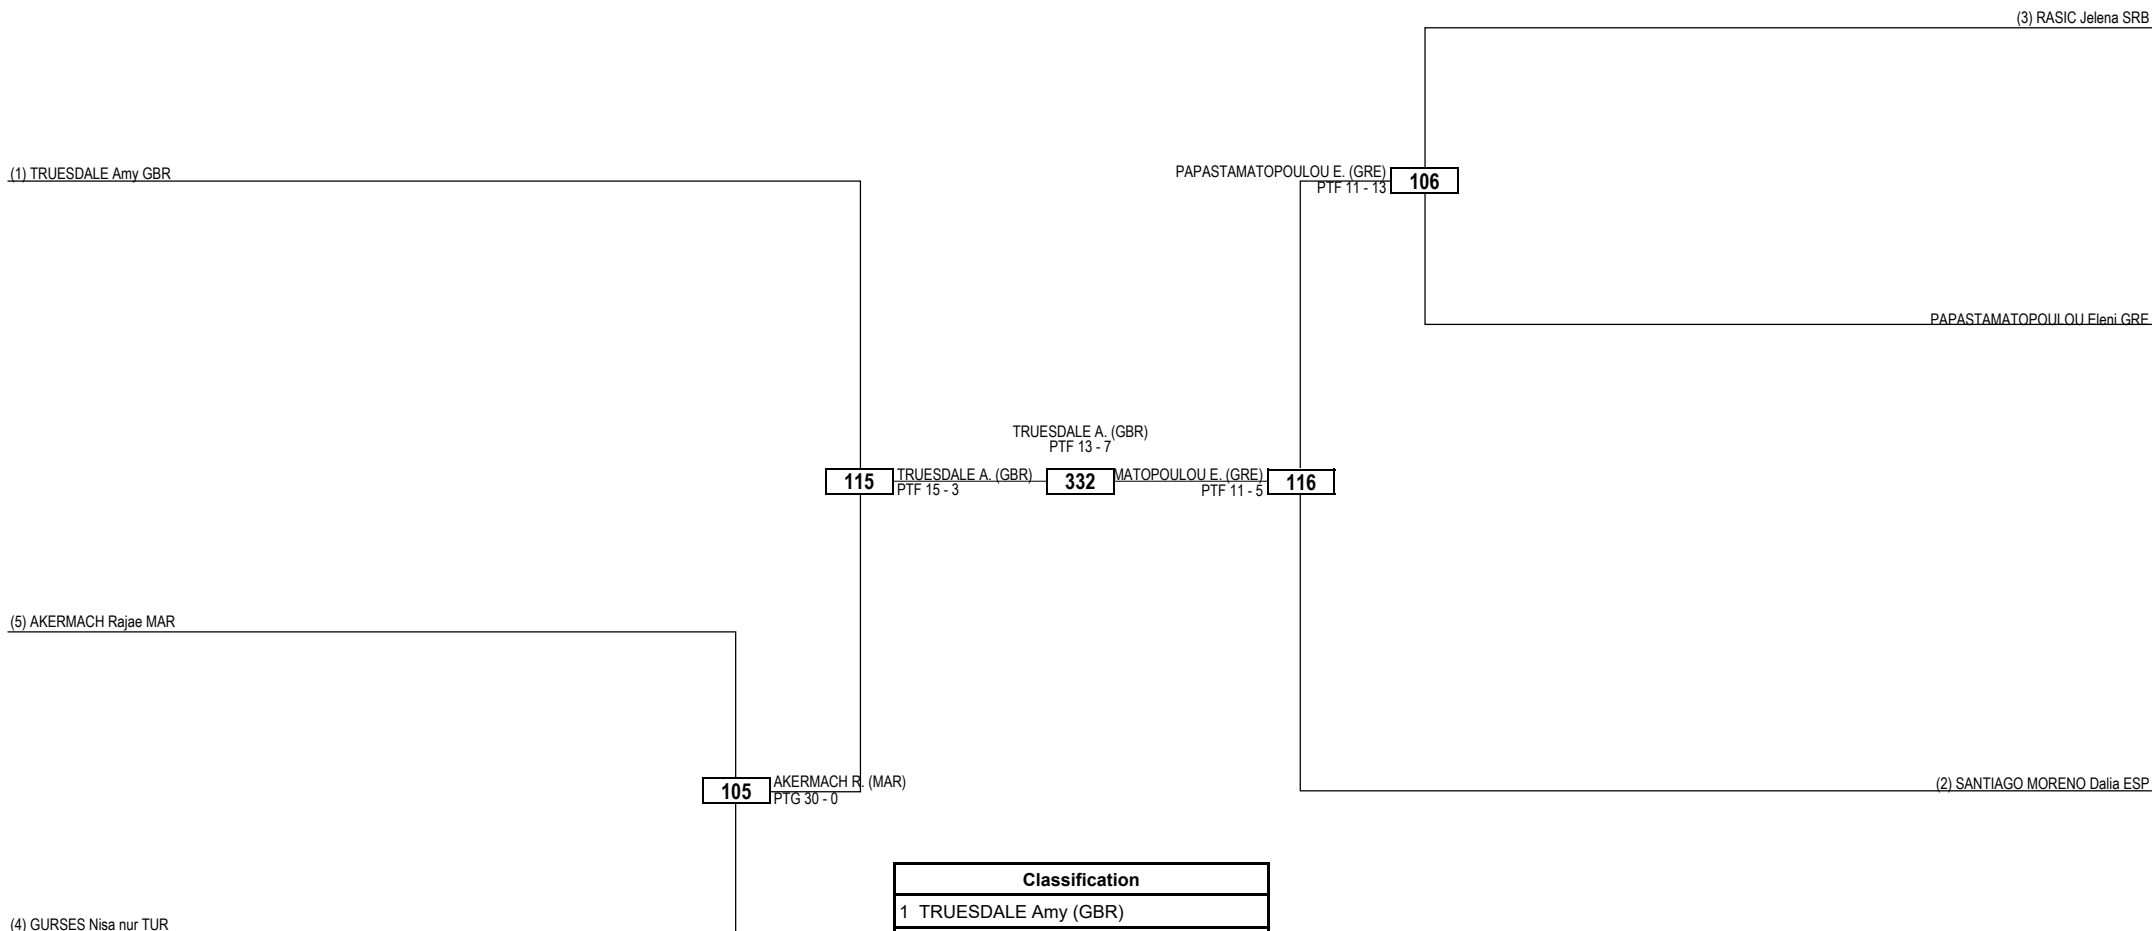 (3) RASIC Jelena SRB
(1) TRUESDALE Amy GBR
PAPASTAMATOPOULOU E. (GRE)
PTF 11 - 13
106
PAPASTAMATOPOULOU Eleni GRE
TRUESDALE A. (GBR)
PTF 13 - 7
115
TRUESDALE A. (GBR)
PTF 15 - 3
332
MATOPOULOU E. (GRE)
PTF 11 - 5
116
(5) AKERMACH Rajae MAR
105
AKERMACH R. (MAR)
PTG 30 - 0
(2) SANTIAGO MORENO Dalia ESP
Classification
1 TRUESDALE Amy (GBR)
(4) GURSES Nisa nur TUR